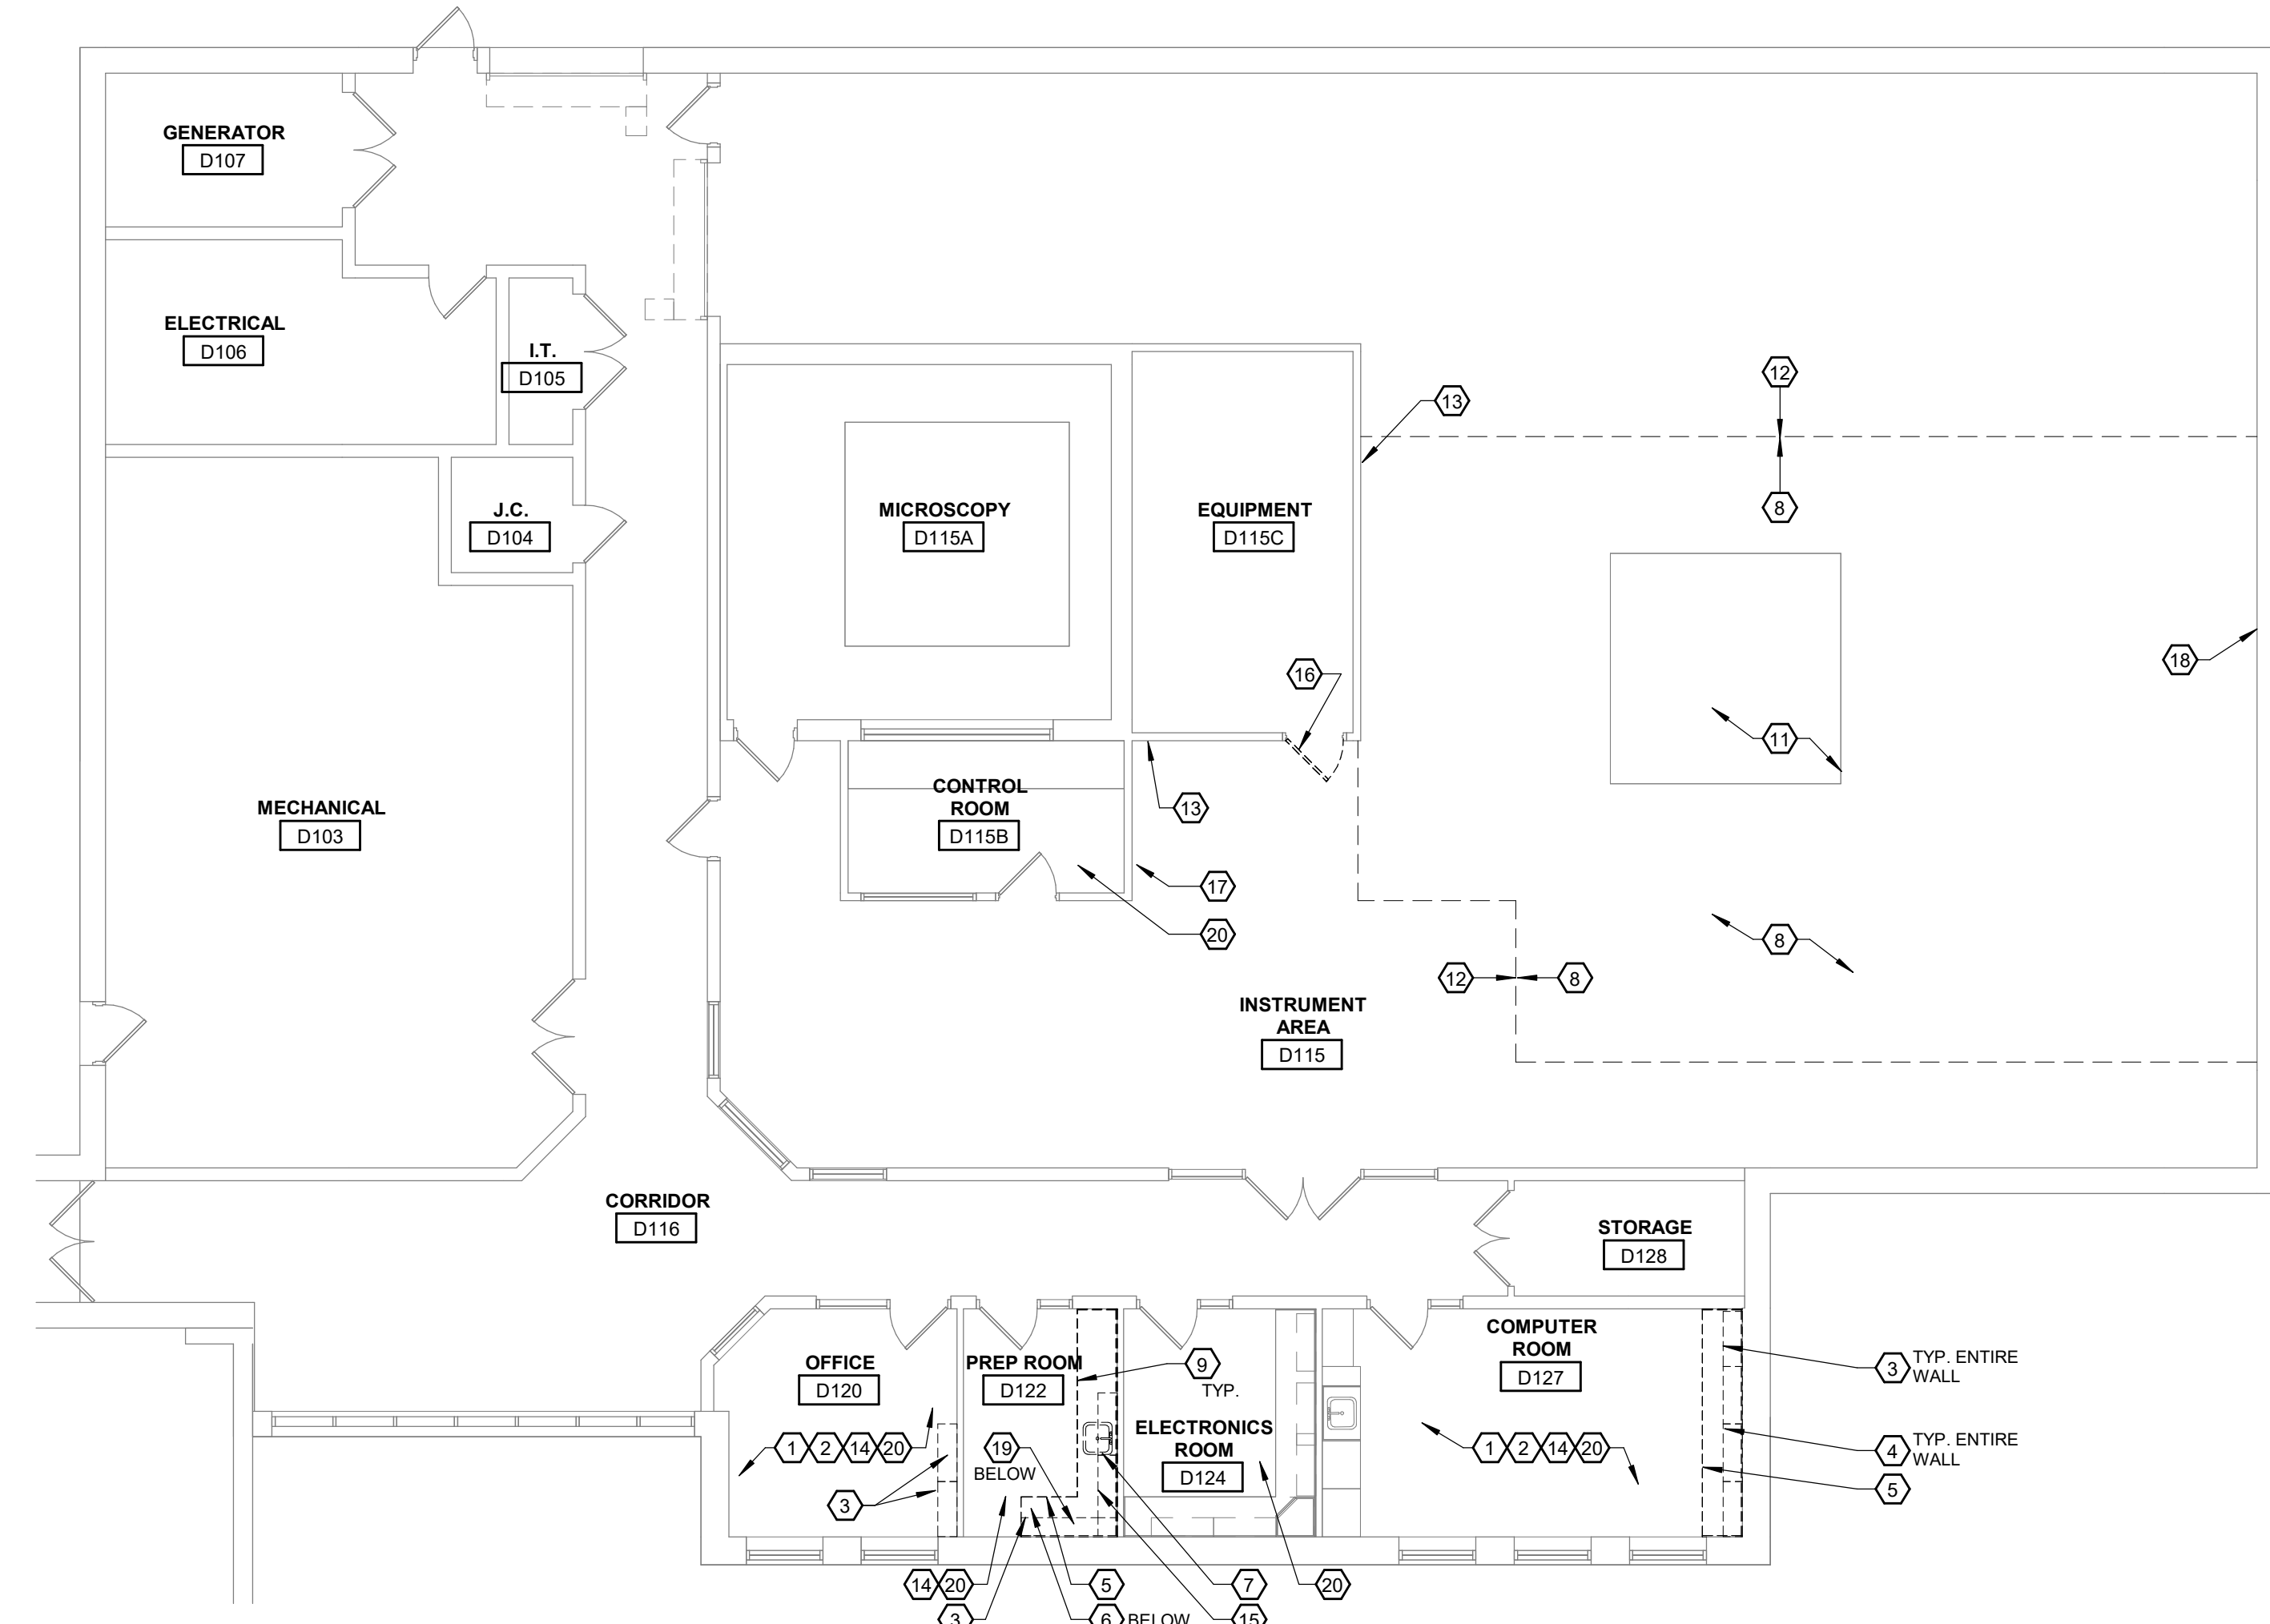 GENERATOR
D107
ELECTRICAL
D106
I.T.
D105
12
13
8
J.C.
D104
MICROSCOPY
D115A
EQUIPMENT
D115C
16
18
11
MECHANICAL
D103
CONTROL
ROOM
D115B
13
17
20
8
12
8
INSTRUMENT
AREA
D115
CORRIDOR
D116
STORAGE
D128
OFFICE
D120
PREP ROOM
D122
9
TYP.
COMPUTER
ROOM
D127
3 TYP. ENTIRE
WALL
ELECTRONICS
ROOM
D124
1 2 14 20
19
BELOW
1 2 14 20
4 TYP. ENTIRE
WALL
5
3
14 20
5
7
20
3
6 BELOW
15